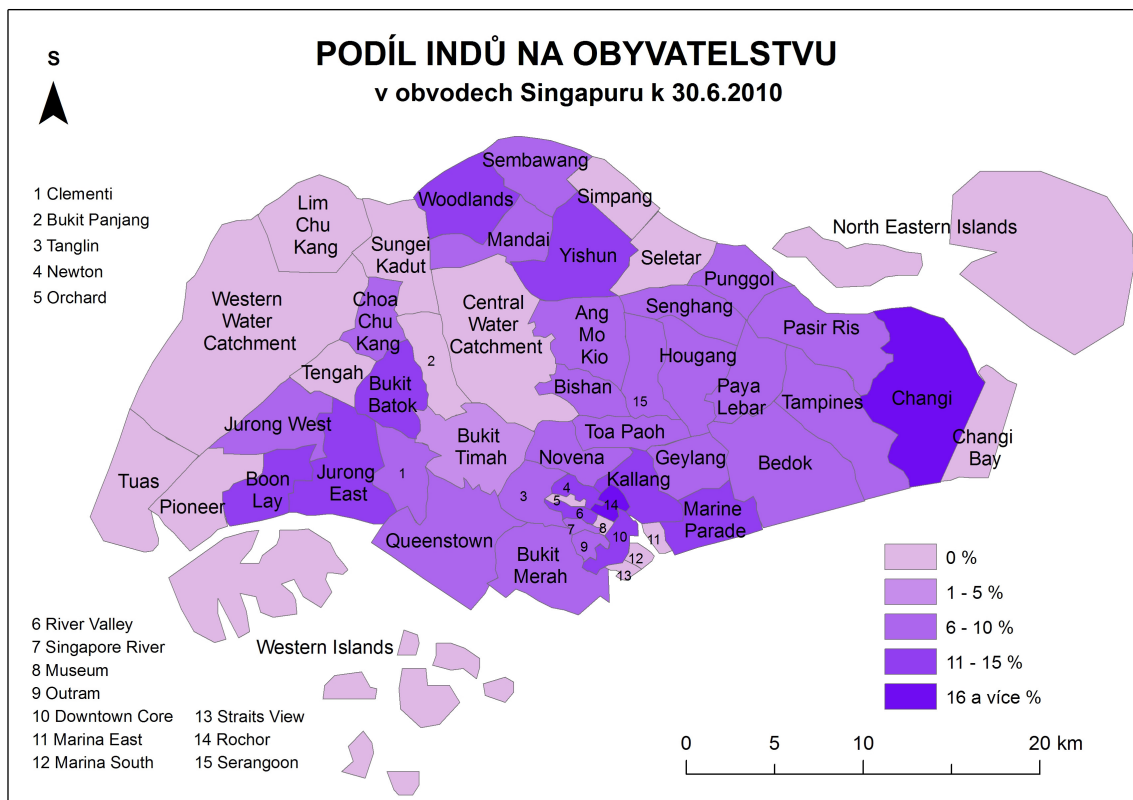 PODÍL INDŮ NA OBYVATELSTVU
v obvodech Singapuru k 30.6.2010
S
1 Clementi
2 Bukit Panjang
3 Tanglin
4 Newton
5 Orchard
Sembawang
Simpang
Woodlands
Lim
Chu
Kang
Mandai
Sungei
Kadut
Yishun
Seletar
North Eastern Islands
Punggol
Western
Water
Catchment
Choa
Chu
Kang
Central
Water
Catchment
Ang
Mo
Kio
Senghang
Pasir Ris
Hougang
2
Tengah
Bukit
Batok
Bishan
15
Paya
Lebar
Tampines
Changi
Jurong West
Bukit
Timah
Toa Paoh
Changi
Bay
Novena
Geylang
Bedok
Tuas
Pioneer
Boon
Lay
Jurong
East
1
3
4
5
6
7
8
9
10
11
12
13
14
Kallang
Marine
Parade
Queenstown
Bukit
Merah
0 %
1 - 5 %
6 - 10 %
11 - 15 %
16 a více %
Western Islands
6 River Valley
7 Singapore River
8 Museum
9 Outram
10 Downtown Core
11 Marina East
12 Marina South
13 Straits View
14 Rochor
15 Serangoon
0 5 10 20 km